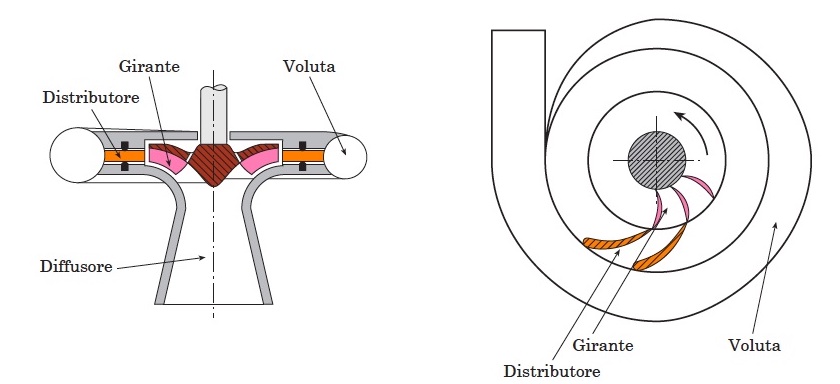 Girante
Voluta
Distributore
Diffusore
Girante
Voluta
Distributore